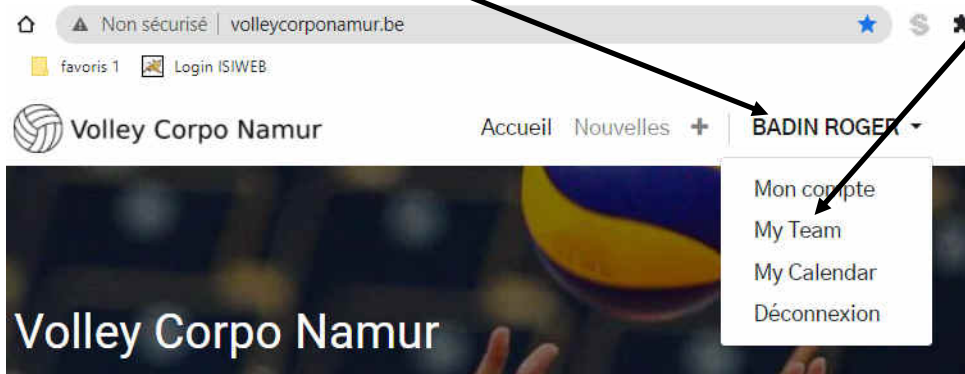 Non sécurisé | volleycorponamur.be
favoris 1 Login ISIWEB
Volley Corpo Namur Accueil Nouvelles + BADIN ROGER
Mon compte
My Team
My Calendar
Déconnexion
Volley Corpo Namur